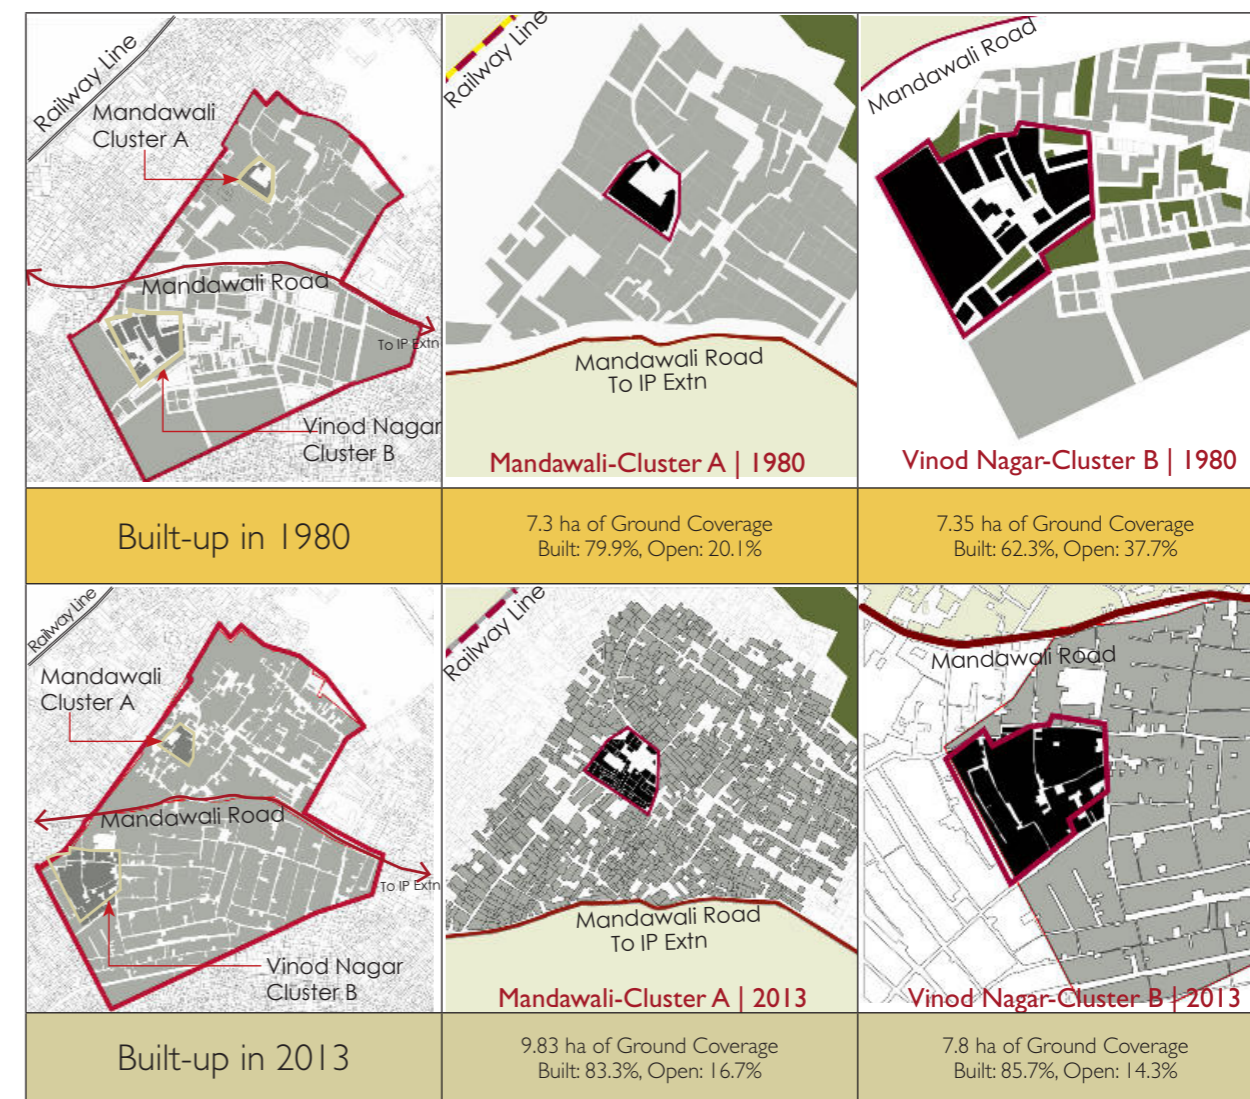 Railway Line
Mandawali
Cluster A
Mandawali Road
To IP Extn
Vinod Nagar
Cluster B
Railway Line
Mandawali Road
To IP Extn
Mandawali-Cluster A | 1980
Mandawali Road
Vinod Nagar-Cluster B | 1980
Built-up in 1980
7.3 ha of Ground Coverage
Built: 79.9%, Open: 20.1%
7.35 ha of Ground Coverage
Built: 62.3%, Open: 37.7%
Railway Line
Mandawali
Cluster A
Mandawali Road
To IP Extn
Vinod Nagar
Cluster B
Railway Line
Mandawali Road
To IP Extn
Mandawali-Cluster A | 2013
Mandawali Road
Vinod Nagar-Cluster B | 2013
Built-up in 2013
9.83 ha of Ground Coverage
Built: 83.3%, Open: 16.7%
7.8 ha of Ground Coverage
Built: 85.7%, Open: 14.3%